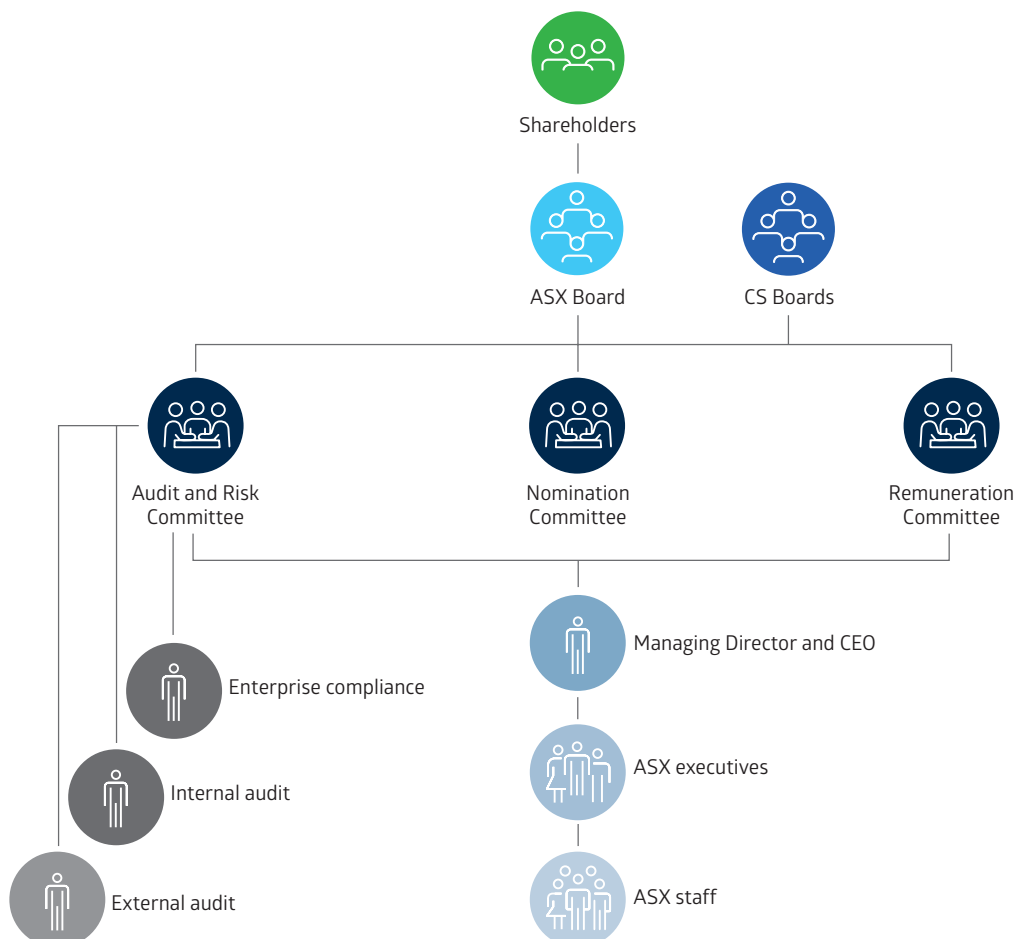 Shareholders
ASX Board
CS Boards
Audit and Risk
Committee
Nomination
Committee
Remuneration
Committee
Managing Director and CEO
Enterprise compliance
ASX executives
Internal audit
ASX staff
External audit